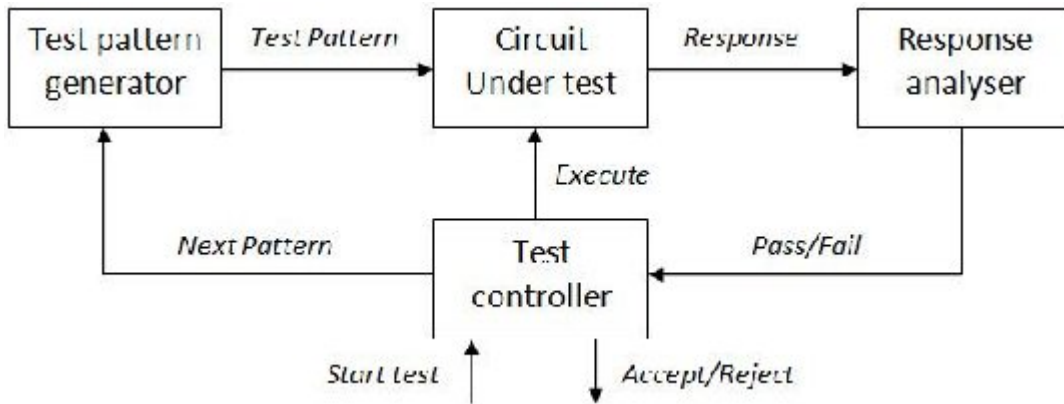 Test pattern
generator
Test Pattern
Circuit
Under test
Response
Response
analyser
Execute
Next Pattern
Test
controller
Pass/Fail
Start test
Accept/Reject